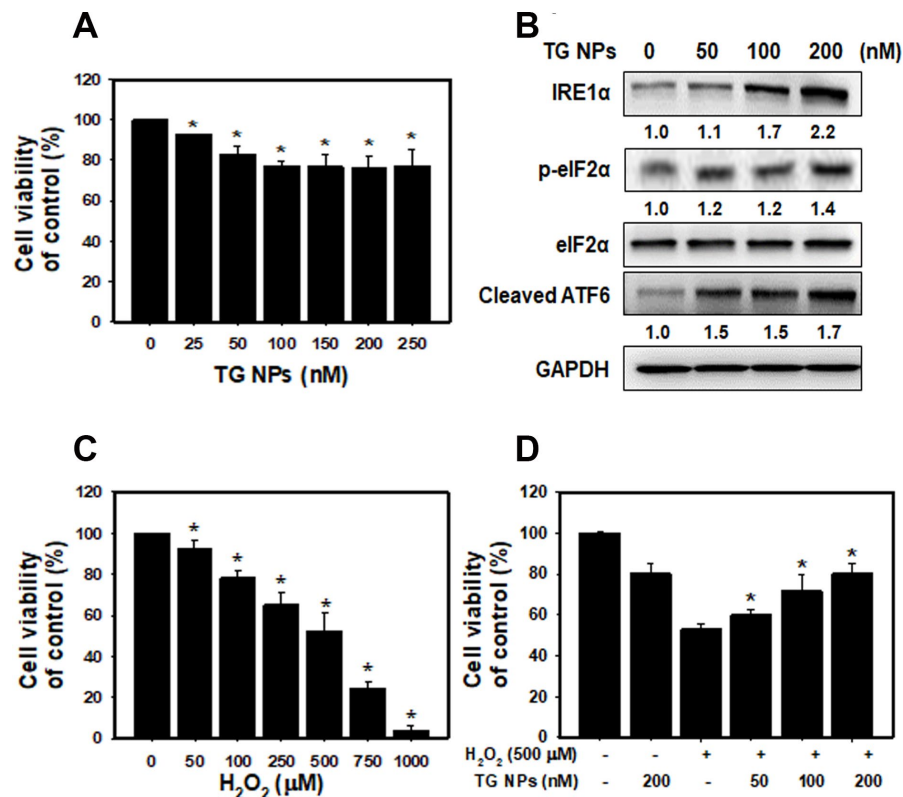 A
120
100
80
60
40
20
0
Cell viability
of control (%)
* * * * * *
0 25 50 100 150 200 250
TG NPs (nM)
B
TG NPs 0 50 100 200 (nM)
IRE1α
1.0 1.1 1.7 2.2
p-eIF2α
1.0 1.2 1.2 1.4
eIF2α
Cleaved ATF6
1.0 1.5 1.5 1.7
GAPDH
C
120
100
80
60
40
20
0
Cell viability
of control (%)
* * * * * *
0 50 100 250 500 750 1000
H₂O₂ (μM)
D
120
100
80
60
40
20
0
Cell viability
of control (%)
* * *
H₂O₂ (500 μM) - - + + + +
TG NPs (nM) - 200 - 50 100 200